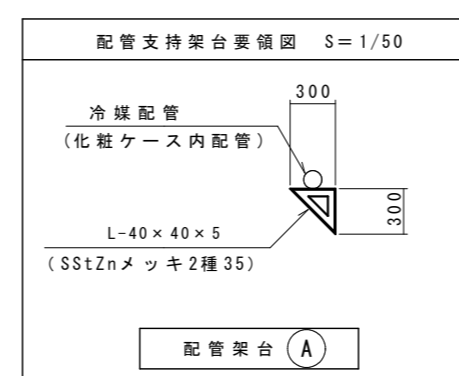 配管支持架台要領図 S=1/50
300
冷媒配管
(化粧ケース内配管)
300
L-40×40×5
(SStZnメッキ2種35)
配管架台 A